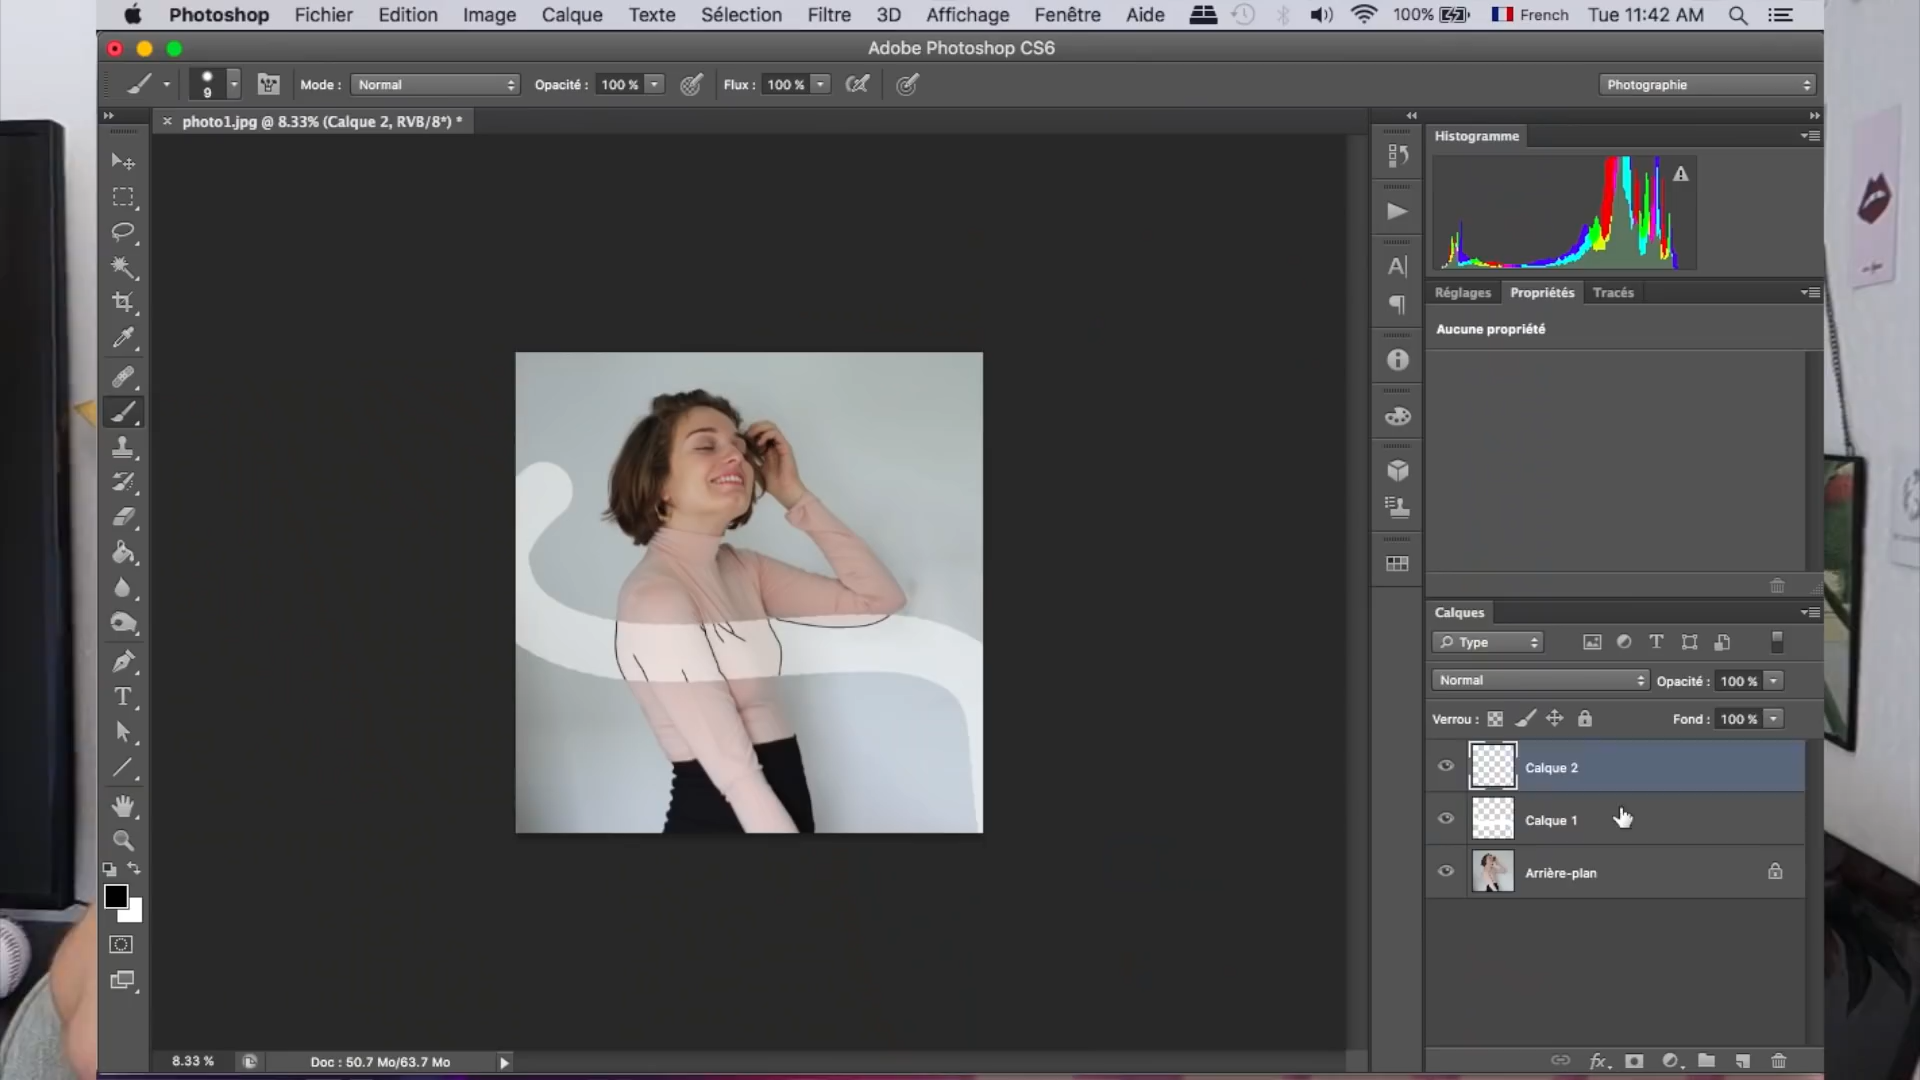 Photoshop Fichier Edition Image Calque Texte Sélection Filtre 3D Affichage Fenêtre Aide 100% French Tue 11:42 AM
Adobe Photoshop CS6
9 Mode : Normal Opacité : 100 % Flux : 100 % Photographie
× photo1.jpg @ 8.33% (Calque 2, RVB/8*) *
Histogramme
Réglages Propriétés Tracés
Aucune propriété
Calques
Type
Normal Opacité : 100 %
Verrou : Fond : 100 %
Calque 2
Calque 1
Arrière-plan
8.33 % Doc : 50.7 Mo/63.7 Mo